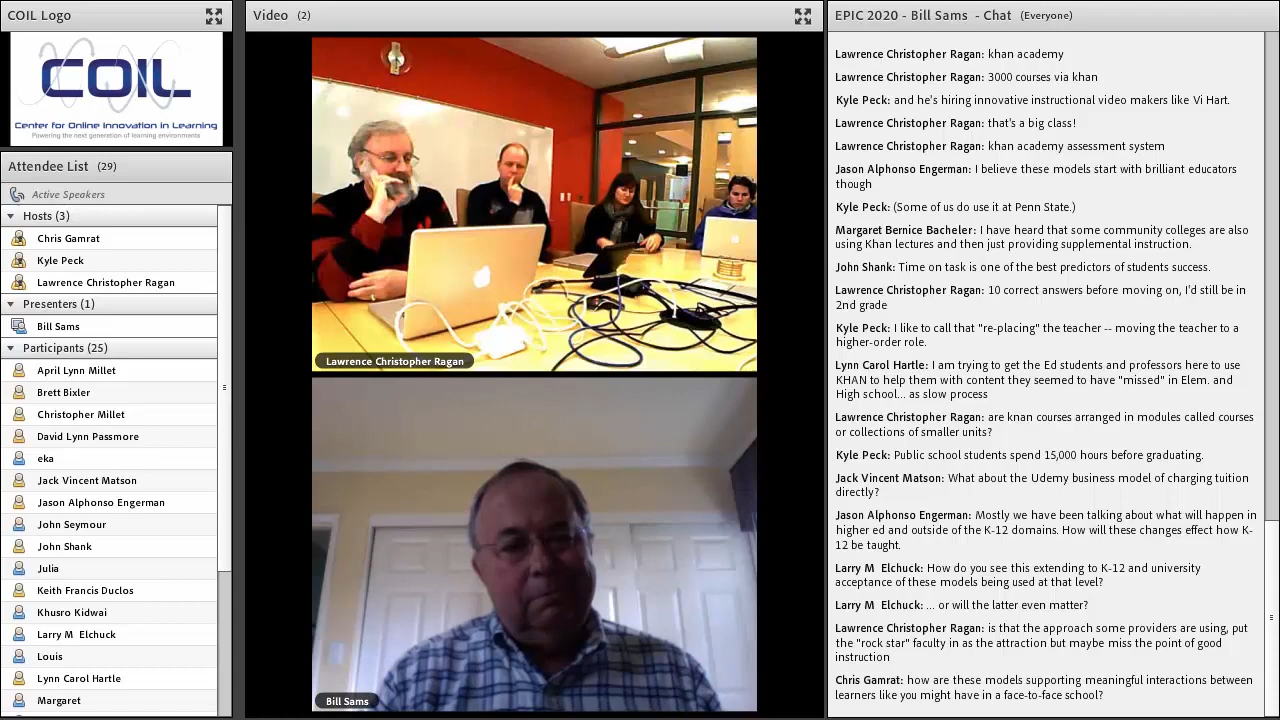 COIL Logo
COIL
Center for Online Innovation in Learning
Powering the next generation of learning environments
Attendee List (29)
Active Speakers
Hosts (3)
Chris Gamrat
Kyle Peck
Lawrence Christopher Ragan
Presenters (1)
Bill Sams
Participants (25)
April Lynn Millet
Brett Bixler
Christopher Millet
David Lynn Passmore
eka
Jack Vincent Matson
Jason Alphonso Engerman
John Seymour
John Shank
Julia
Keith Francis Duclos
Khusro Kidwai
Larry M Elchuck
Louis
Lynn Carol Hartle
Margaret
Video (2)
Lawrence Christopher Ragan
Bill Sams
EPIC 2020 - Bill Sams - Chat (Everyone)
Lawrence Christopher Ragan: khan academy
Lawrence Christopher Ragan: 3000 courses via khan
Kyle Peck: and he's hiring innovative instructional video makers like Vi Hart.
Lawrence Christopher Ragan: that's a big class!
Lawrence Christopher Ragan: khan academy assessment system
Jason Alphonso Engerman: I believe these models start with brilliant educators
though
Kyle Peck: (Some of us do use it at Penn State.)
Margaret Bernice Bacheler: I have heard that some community colleges are also
using Khan lectures and then just providing supplemental instruction.
John Shank: Time on task is one of the best predictors of students success.
Lawrence Christopher Ragan: 10 correct answers before moving on, I'd still be in
2nd grade
Kyle Peck: I like to call that "re-placing" the teacher -- moving the teacher to a
higher-order role.
Lynn Carol Hartle: I am trying to get the Ed students and professors here to use
KHAN to help them with content they seemed to have "missed" in Elem. and
High school... as slow process
Lawrence Christopher Ragan: are knan courses arranged in modules called courses
or collections of smaller units?
Kyle Peck: Public school students spend 15,000 hours before graduating.
Jack Vincent Matson: What about the Udemy business model of charging tuition
directly?
Jason Alphonso Engerman: Mostly we have been talking about what will happen in
higher ed and outside of the K-12 domains. How will these changes effect how K-
12 be taught.
Larry M Elchuck: How do you see this extending to K-12 and university
acceptance of these models being used at that level?
Larry M Elchuck: ... or will the latter even matter?
Lawrence Christopher Ragan: is that the approach some providers are using, put
the "rock star" faculty in as the attraction but maybe miss the point of good
instruction
Chris Gamrat: how are these models supporting meaningful interactions between
learners like you might have in a face to face school?